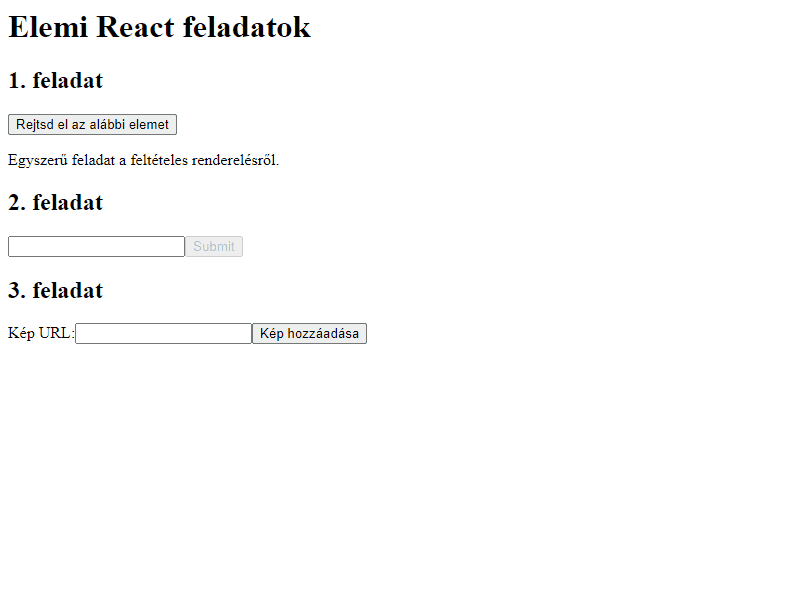 Elemi React feladatok
1. feladat
Rejtsd el az alábbi elemet
Egyszerű feladat a feltételes renderelésről.
2. feladat
Submit
3. feladat
Kép URL: Kép hozzáadása